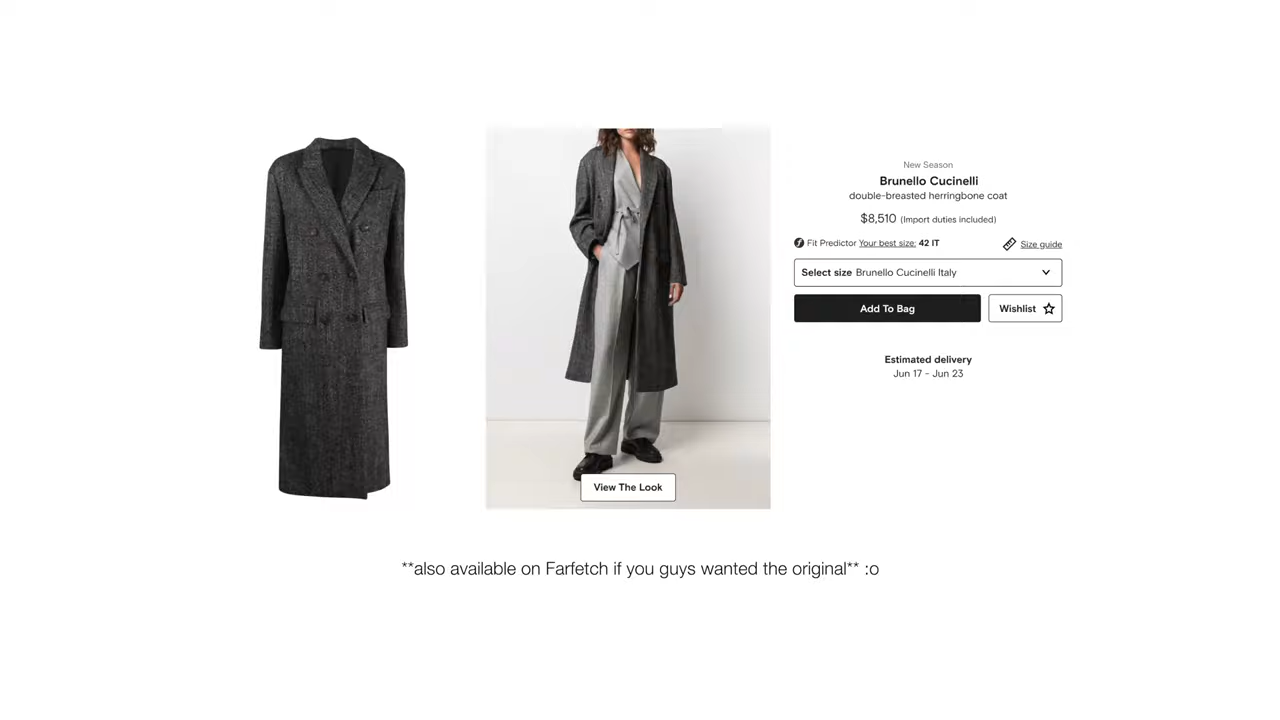 New Season
Brunello Cucinelli
double-breasted herringbone coat
$8,510 (Import duties included)
Fit Predictor Your best size: 42 IT
Size guide
Select size Brunello Cucinelli Italy
Add To Bag
Wishlist
Estimated delivery
Jun 17 - Jun 23
View The Look
**also available on Farfetch if you guys wanted the original** :o